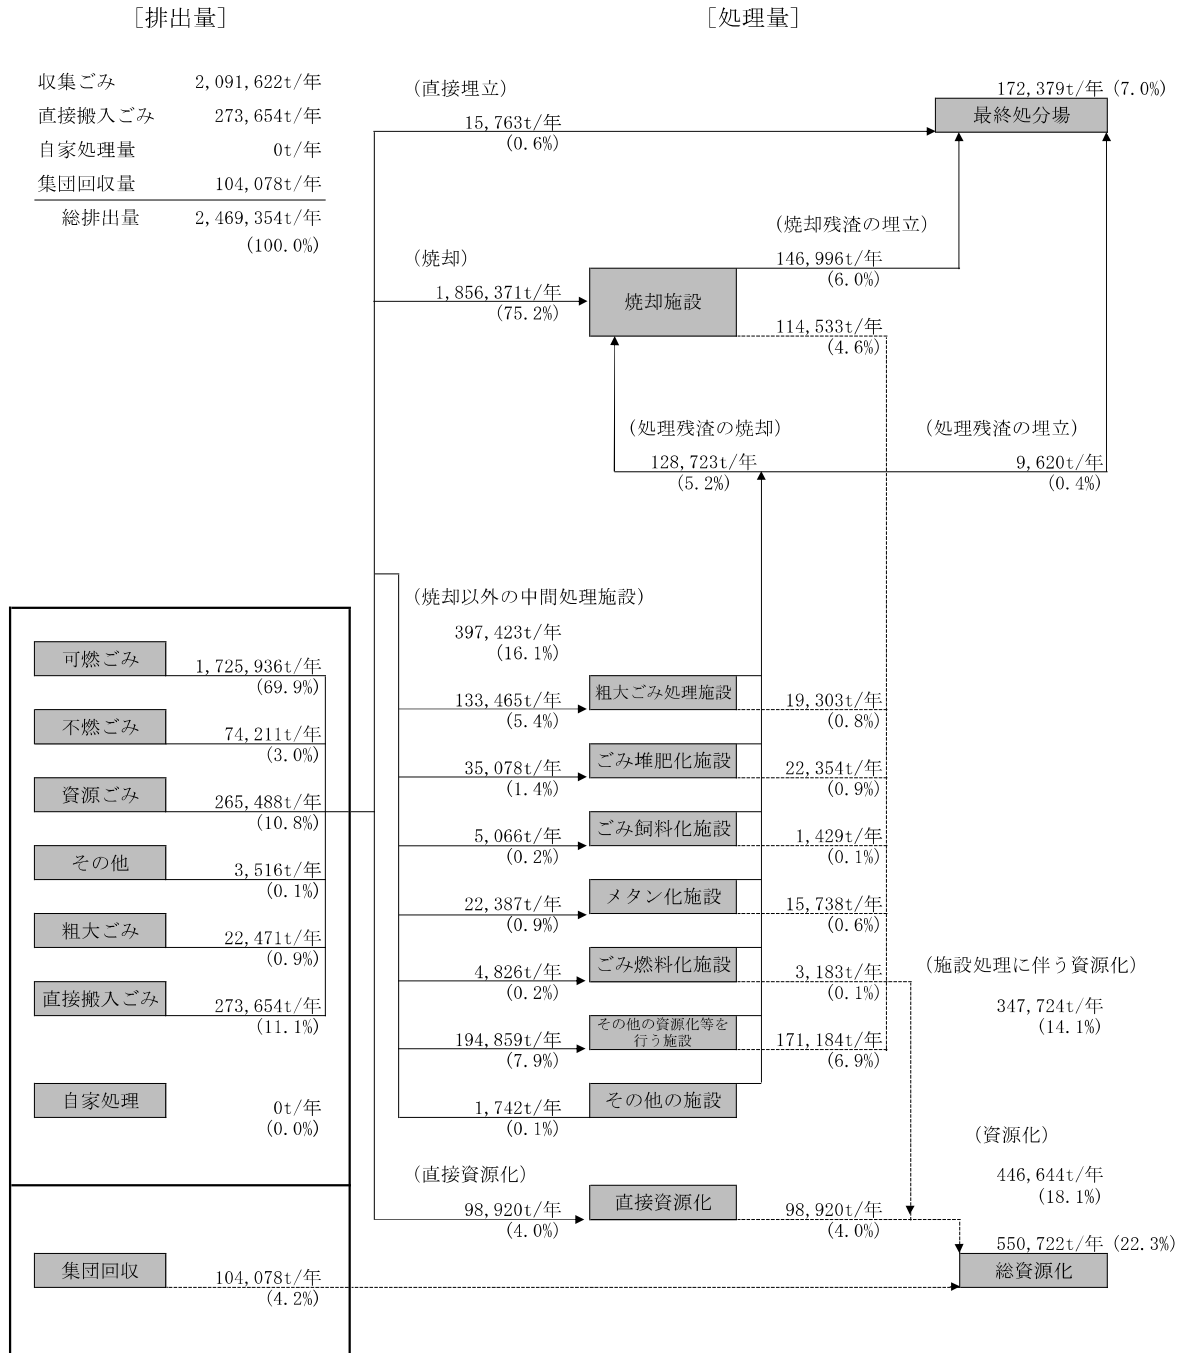 [排出量]
[処理量]
収集ごみ 2,091,622t/年
直接搬入ごみ 273,654t/年
自家処理量 0t/年
集団回収量 104,078t/年
総排出量 2,469,354t/年
(100.0%)
(直接埋立)
15,763t/年
(0.6%)
172,379t/年 (7.0%)
最終処分場
(焼却)
1,856,371t/年
(75.2%)
焼却施設
(焼却残渣の埋立)
146,996t/年
(6.0%)
114,533t/年
(4.6%)
(処理残渣の焼却)
128,723t/年
(5.2%)
(処理残渣の埋立)
9,620t/年
(0.4%)
可燃ごみ
1,725,936t/年
(69.9%)
不燃ごみ
74,211t/年
(3.0%)
資源ごみ
265,488t/年
(10.8%)
その他
3,516t/年
(0.1%)
粗大ごみ
22,471t/年
(0.9%)
直接搬入ごみ
273,654t/年
(11.1%)
自家処理
0t/年
(0.0%)
集団回収
104,078t/年
(4.2%)
(焼却以外の中間処理施設)
397,423t/年
(16.1%)
133,465t/年
(5.4%)
粗大ごみ処理施設
19,303t/年
(0.8%)
35,078t/年
(1.4%)
ごみ堆肥化施設
22,354t/年
(0.9%)
5,066t/年
(0.2%)
ごみ飼料化施設
1,429t/年
(0.1%)
22,387t/年
(0.9%)
メタン化施設
15,738t/年
(0.6%)
4,826t/年
(0.2%)
ごみ燃料化施設
3,183t/年
(0.1%)
194,859t/年
(7.9%)
その他の資源化等を
行う施設
171,184t/年
(6.9%)
1,742t/年
(0.1%)
その他の施設
(施設処理に伴う資源化)
347,724t/年
(14.1%)
(直接資源化)
98,920t/年
(4.0%)
直接資源化
98,920t/年
(4.0%)
(資源化)
446,644t/年
(18.1%)
550,722t/年 (22.3%)
総資源化